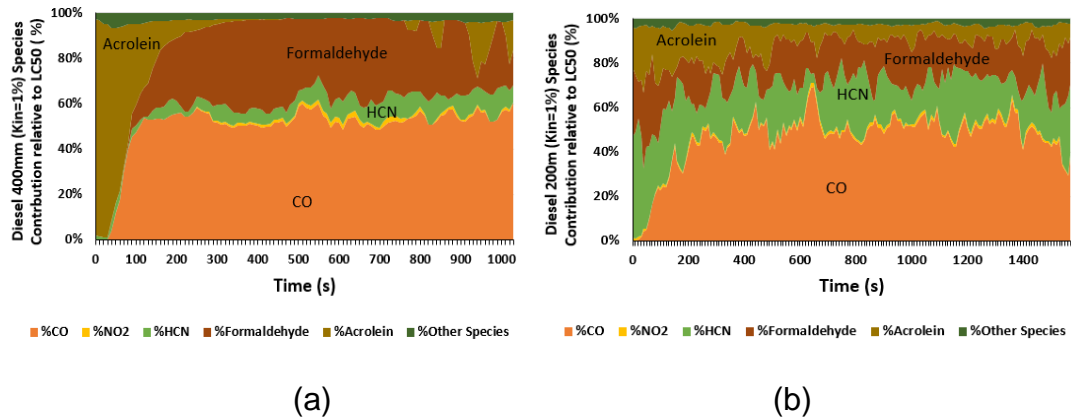 Diesel 400mm (Kin=1%) Species
Contrbution relative to LC50 ( %)
100%
80%
60%
40%
20%
0%
Acrolein
Formaldehyde
HCN
CO
0 100 200 300 400 500 600 700 800 900 1000
Time (s)
%CO %NO2 %HCN %Formaldehyde %Acrolein %Other Species
(a)
Diesel 200m (Kin=1%) Species
Contribution relative to LC50 (%)
100%
80%
60%
40%
20%
0%
Acrolein
Formaldehyde
HCN
CO
0 200 400 600 800 1000 1200 1400
Time (s)
%CO %NO2 %HCN %Formaldehyde %Acrolein %Other Species
(b)